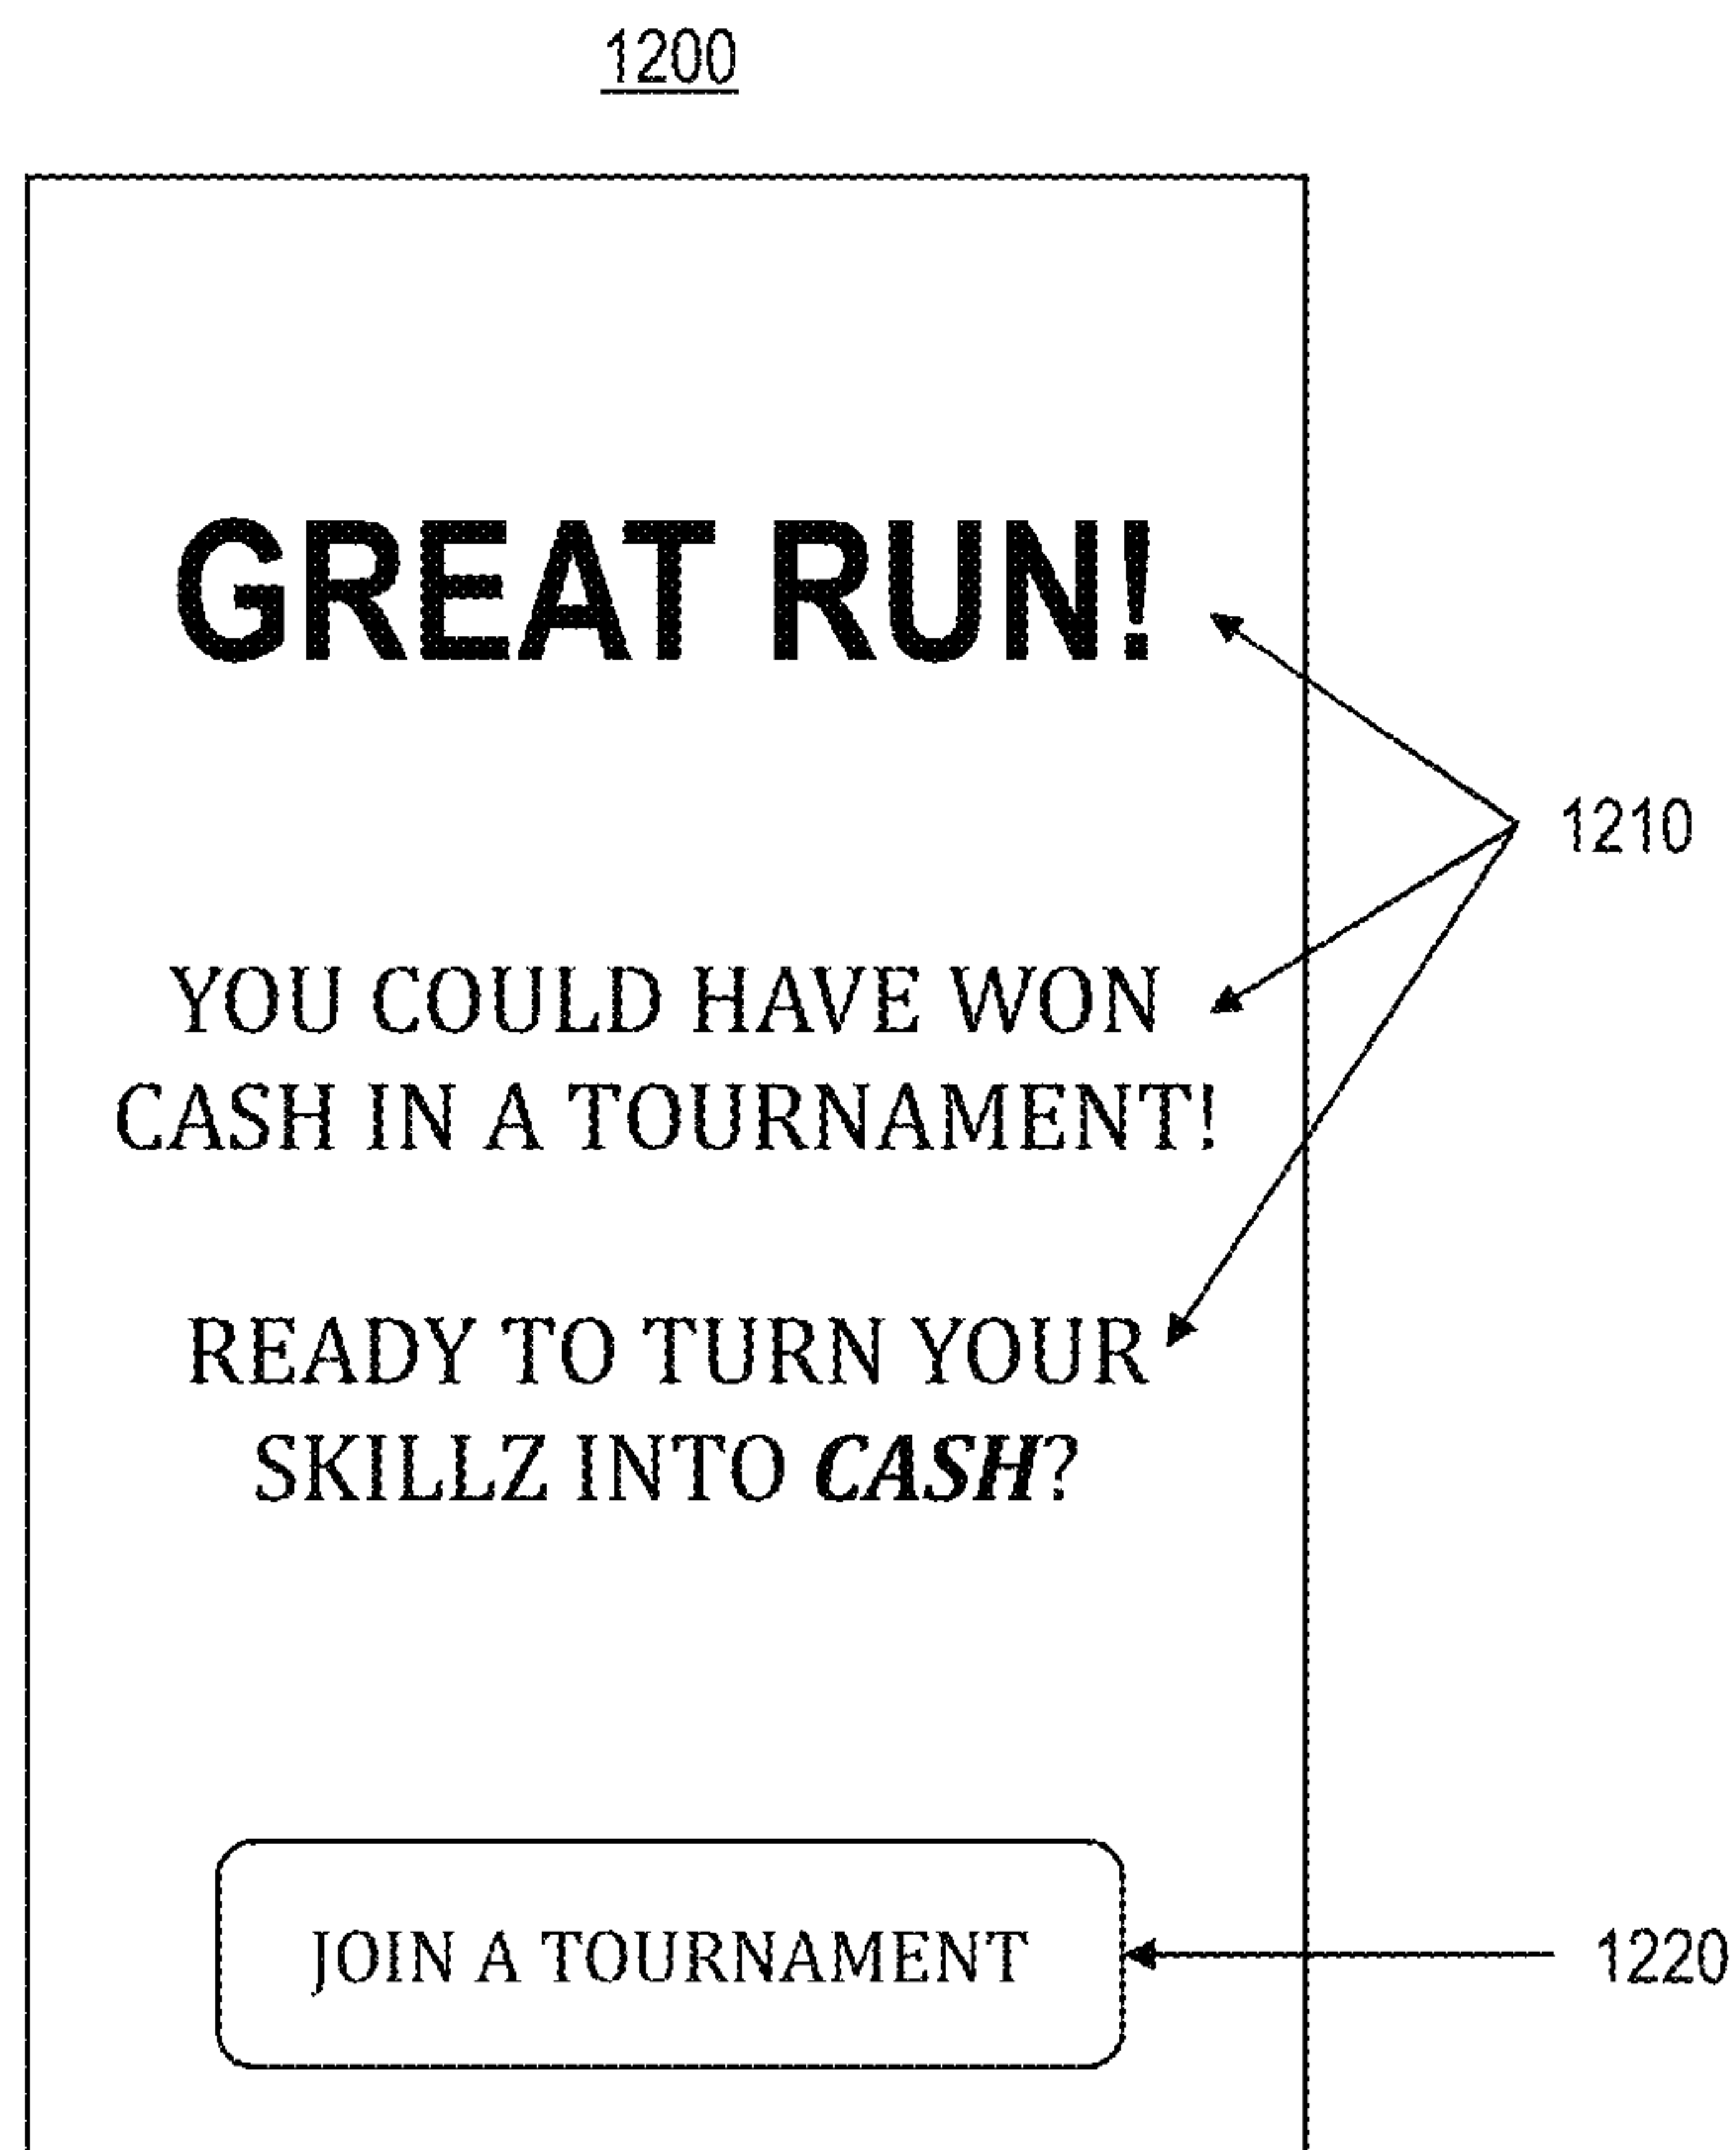 1200
GREAT RUN!
1210
YOU COULD HAVE WON
CASH IN A TOURNAMENT!
READY TO TURN YOUR
SKILLZ INTO CASH?
JOIN A TOURNAMENT
1220